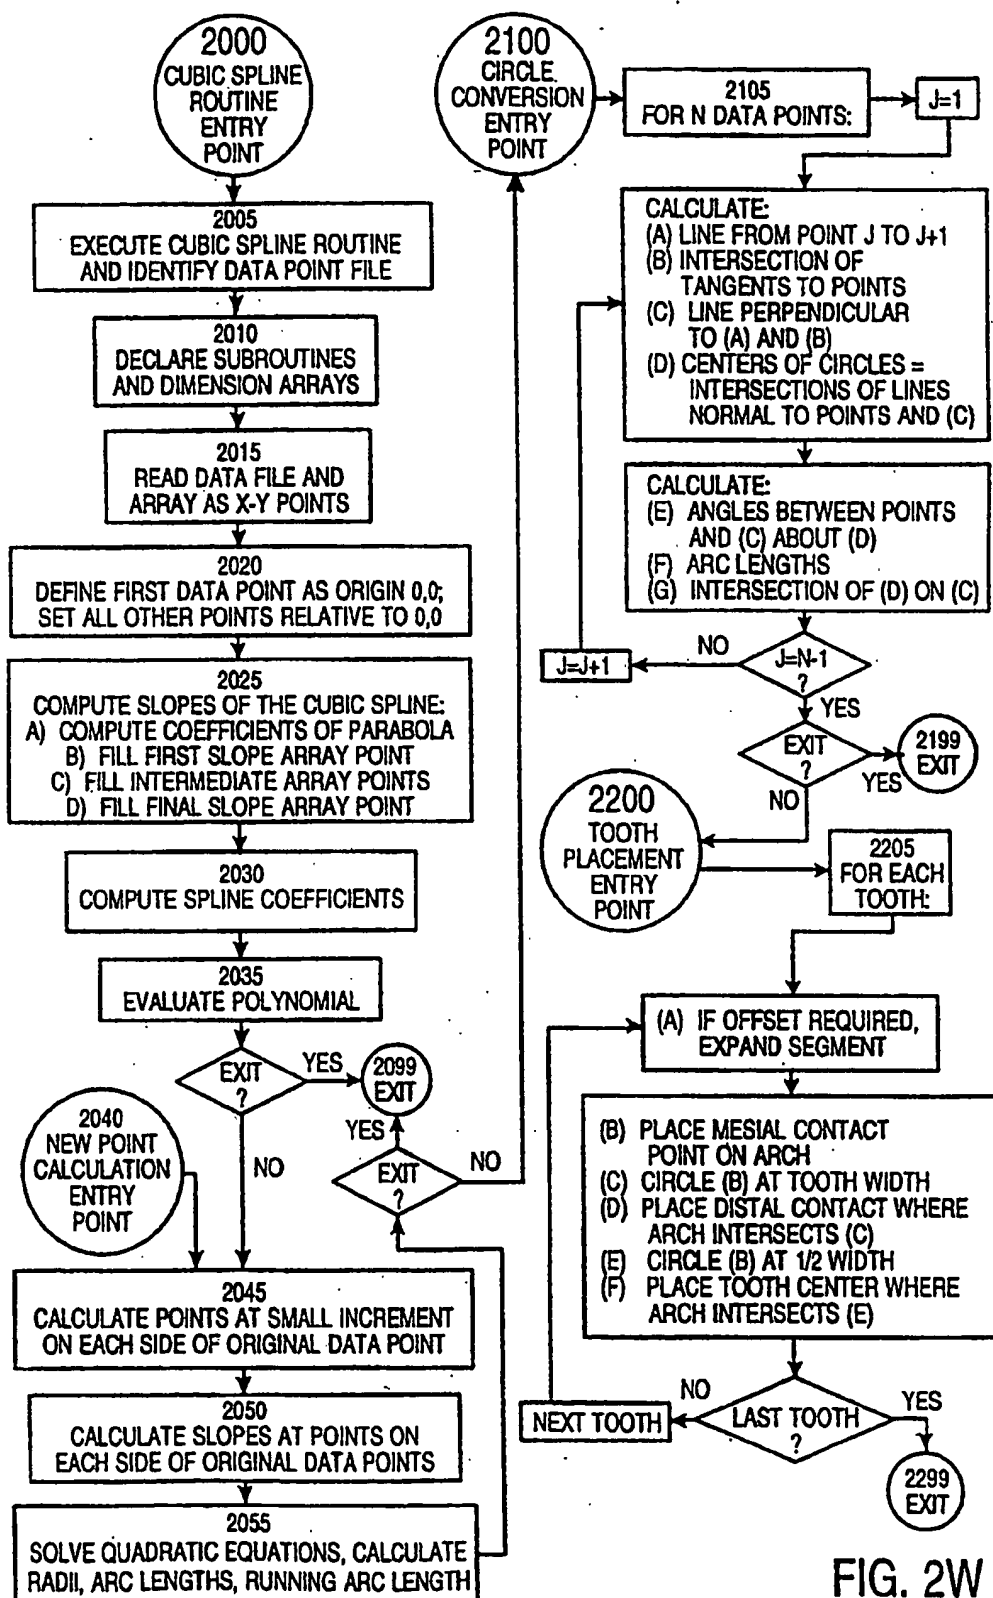 2000
CUBIC SPLINE
ROUTINE
ENTRY
POINT
2005
EXECUTE CUBIC SPLINE ROUTINE
AND IDENTIFY DATA POINT FILE
2010
DECLARE SUBROUTINES
AND DIMENSION ARRAYS
2015
READ DATA FILE AND
ARRAY AS X-Y POINTS
2020
DEFINE FIRST DATA POINT AS ORIGIN 0,0;
SET ALL OTHER POINTS RELATIVE TO 0,0
2025
COMPUTE SLOPES OF THE CUBIC SPLINE:
A) COMPUTE COEFFICIENTS OF PARABOLA
B) FILL FIRST SLOPE ARRAY POINT
C) FILL INTERMEDIATE ARRAY POINTS
D) FILL FINAL SLOPE ARRAY POINT
2030
COMPUTE SPLINE COEFFICIENTS
2035
EVALUATE POLYNOMIAL
EXIT
?
YES
2099
EXIT
NO
2040
NEW POINT
CALCULATION
ENTRY
POINT
YES
EXIT
?
NO
2045
CALCULATE POINTS AT SMALL INCREMENT
ON EACH SIDE OF ORIGINAL DATA POINT
2050
CALCULATE SLOPES AT POINTS ON
EACH SIDE OF ORIGINAL DATA POINTS
2055
SOLVE QUADRATIC EQUATIONS, CALCULATE
RADII, ARC LENGTHS, RUNNING ARC LENGTH
2100
CIRCLE
CONVERSION
ENTRY
POINT
2105
FOR N DATA POINTS:
J=1
CALCULATE:
(A) LINE FROM POINT J TO J+1
(B) INTERSECTION OF
TANGENTS TO POINTS
(C) LINE PERPENDICULAR
TO (A) AND (B)
(D) CENTERS OF CIRCLES =
INTERSECTIONS OF LINES
NORMAL TO POINTS AND (C)
CALCULATE:
(E) ANGLES BETWEEN POINTS
AND (C) ABOUT (D)
(F) ARC LENGTHS
(G) INTERSECTION OF (D) ON (C)
J=N-1
?
NO
J=J+1
YES
EXIT
?
YES
2199
EXIT
NO
2200
TOOTH
PLACEMENT
ENTRY
POINT
2205
FOR EACH
TOOTH:
(A) IF OFFSET REQUIRED,
EXPAND SEGMENT
(B) PLACE MESIAL CONTACT
POINT ON ARCH
(C) CIRCLE (B) AT TOOTH WIDTH
(D) PLACE DISTAL CONTACT WHERE
ARCH INTERSECTS (C)
(E) CIRCLE (B) AT 1/2 WIDTH
(F) PLACE TOOTH CENTER WHERE
ARCH INTERSECTS (E)
LAST TOOTH
?
NO
NEXT TOOTH
YES
2299
EXIT
FIG. 2W